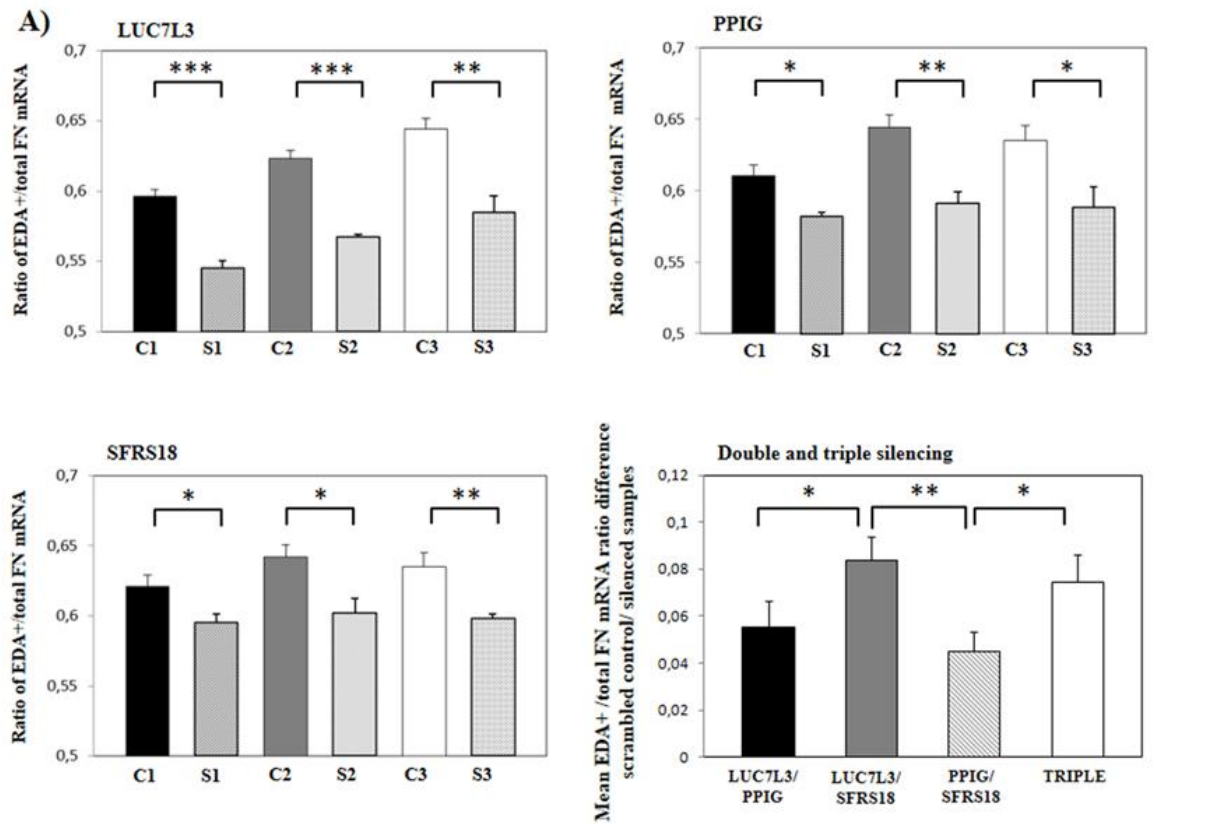 A)
LUC7L3
Ratio of EDA+/total FN mRNA
0,7
0,65
0,6
0,55
0,5
*** *** **
C1 S1 C2 S2 C3 S3
PPIG
Ratio of EDA+/total FN mRNA
0,7
0,65
0,6
0,55
0,5
* ** *
C1 S1 C2 S2 C3 S3
SFRS18
Ratio of EDA+/total FN mRNA
0,7
0,65
0,6
0,55
0,5
* * **
C1 S1 C2 S2 C3 S3
Double and triple silencing
Mean EDA+ /total FN mRNA ratio difference
scrambled control/ silenced samples
0,12
0,1
0,08
0,06
0,04
0,02
0
* ** *
LUC7L3/ LUC7L3/ PPIG/ TRIPLE
PPIG SFRS18 SFRS18